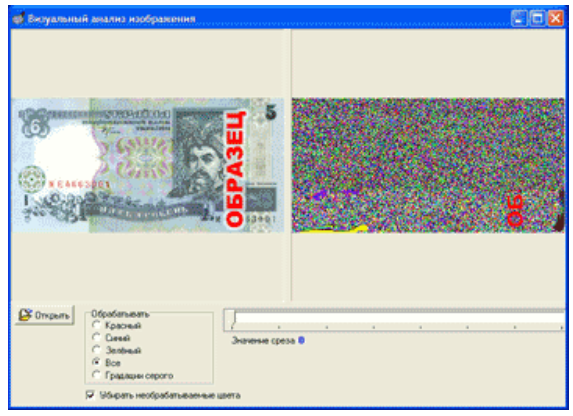 Визуальный анализ изображения
5
УКРАЇНА
ОБРАЗЕЦ
ОБ
Открыть
Обрабатывать
Красный
Синий
Зелёный
Все
Градации серого
Значение среза 0
Убирать необрабатываемые цвета